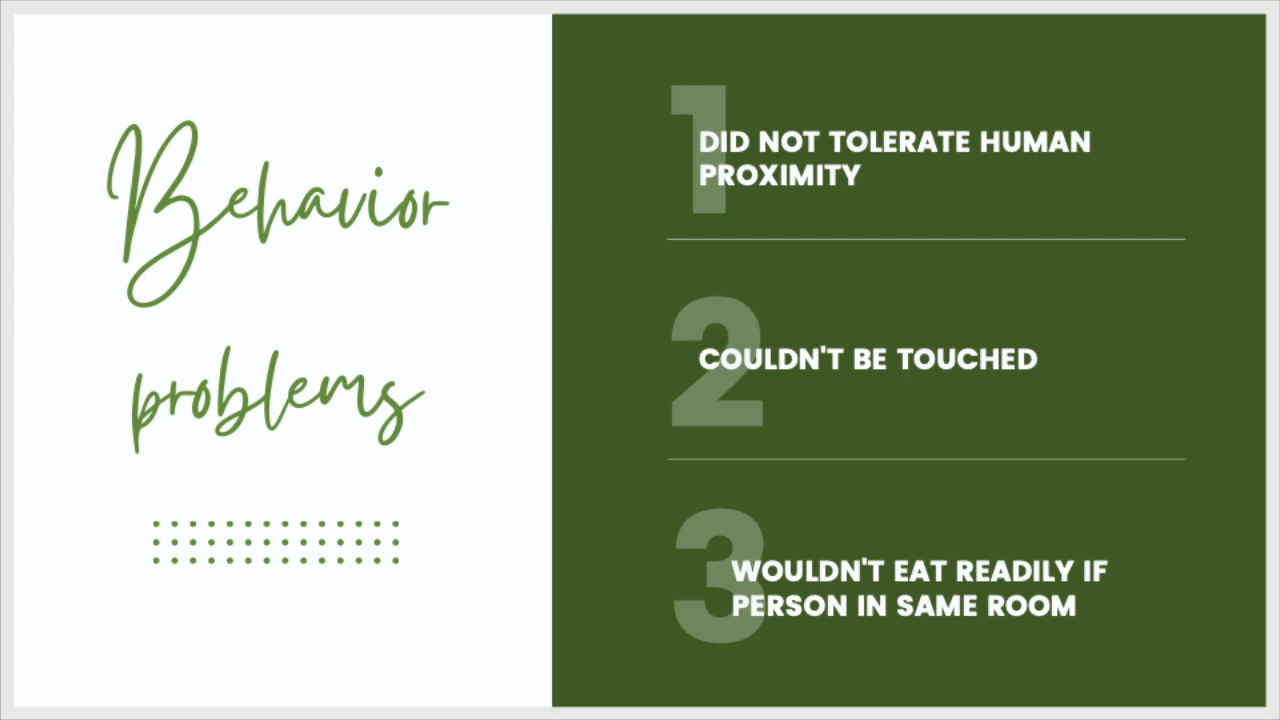 Behavior
problems
1
DID NOT TOLERATE HUMAN
PROXIMITY
2
COULDN'T BE TOUCHED
3
WOULDN'T EAT READILY IF
PERSON IN SAME ROOM